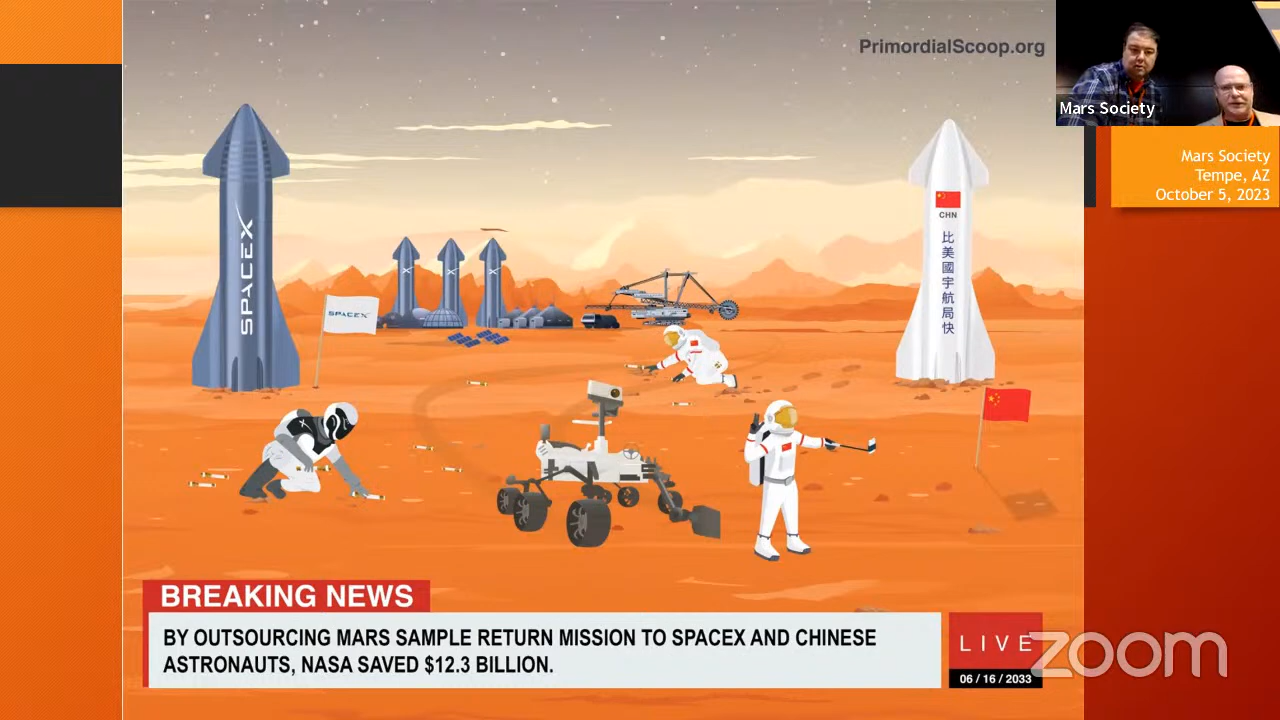 PrimordialScoop.org
Mars Society
Mars Society
Tempe, AZ
October 5, 2023
SPACEX
SPACEX
CHN
比美國宇航局快
BREAKING NEWS
BY OUTSOURCING MARS SAMPLE RETURN MISSION TO SPACEX AND CHINESE
ASTRONAUTS, NASA SAVED $12.3 BILLION.
LIVE
06 / 16 / 2033
zoom